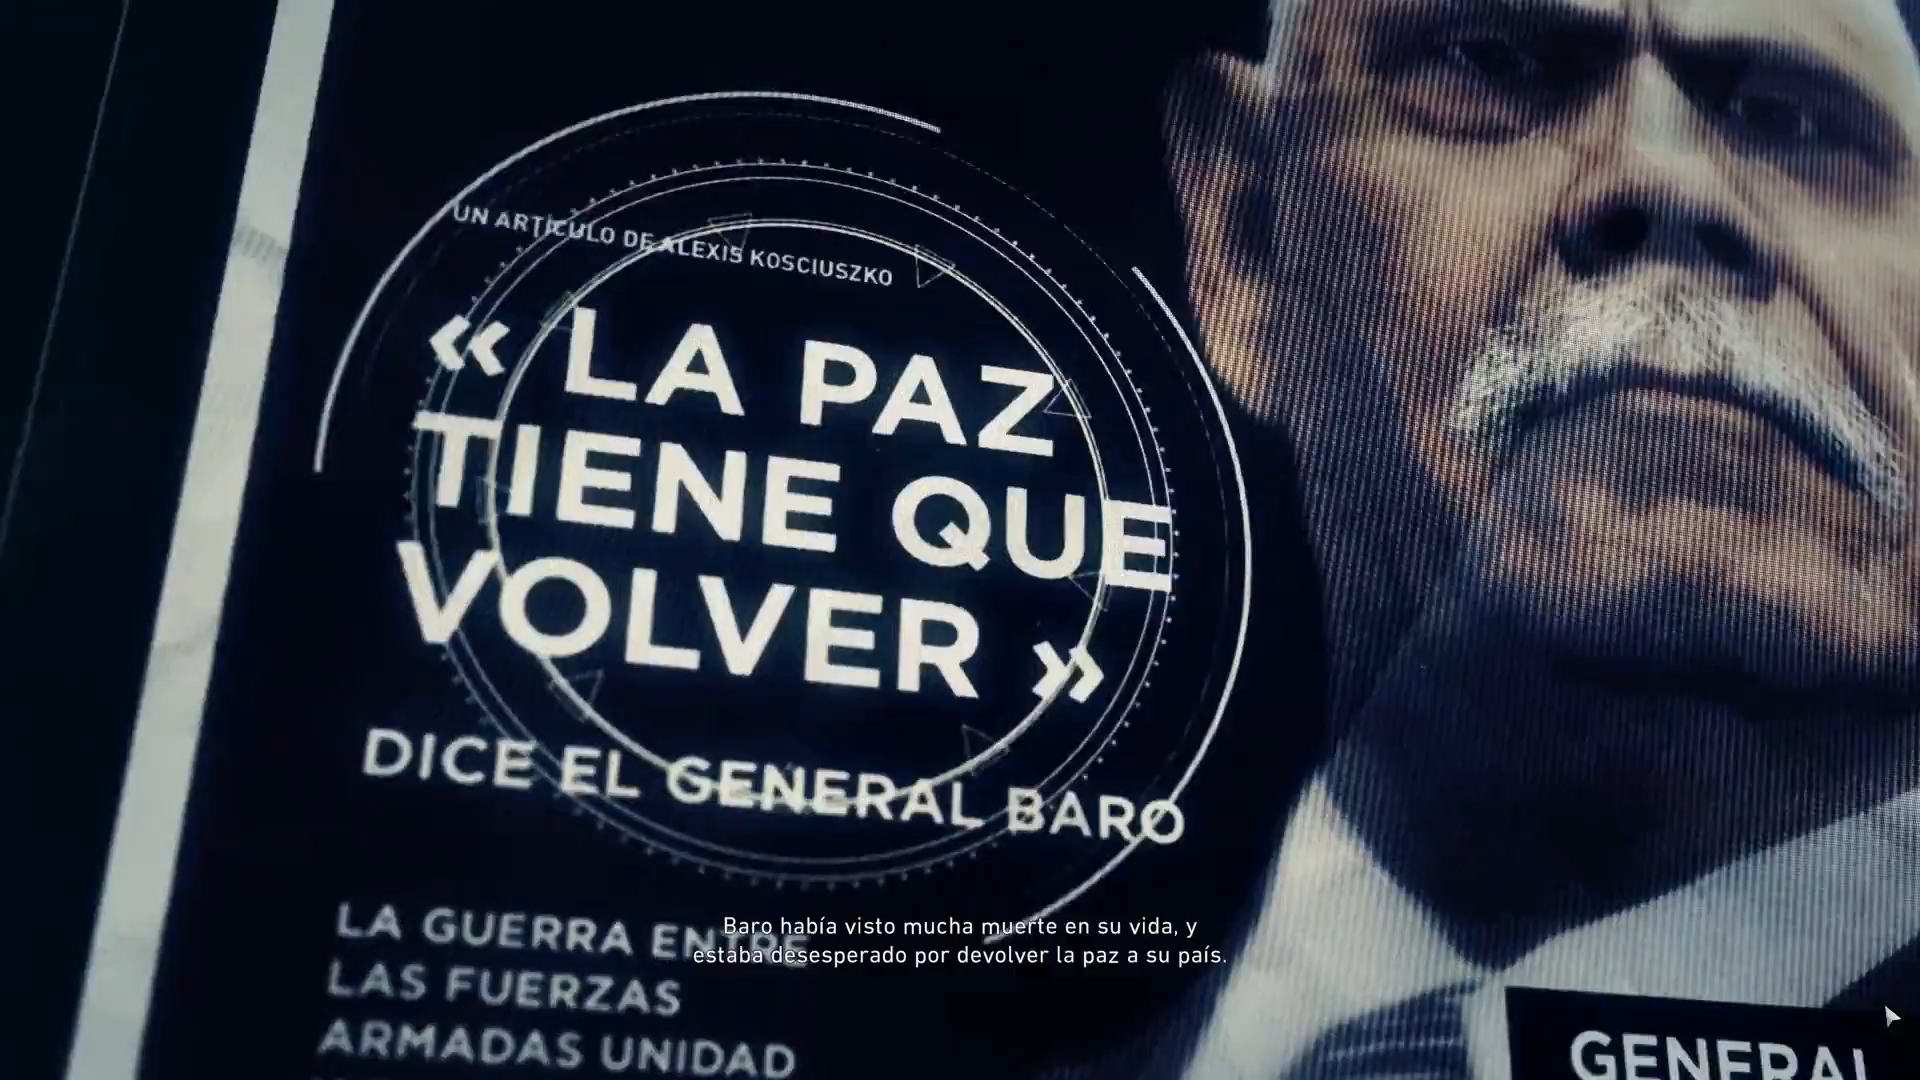 UN ARTÍCULO DE ALEXIS KOSCIUSZKO
« LA PAZ
TIENE QUE
VOLVER »
DICE EL GENERAL BARO
LA GUERRA ENTRE
LAS FUERZAS
ARMADAS UNIDAD
Baro había visto mucha muerte en su vida, y
estaba desesperado por devolver la paz a su país.
GENERAL